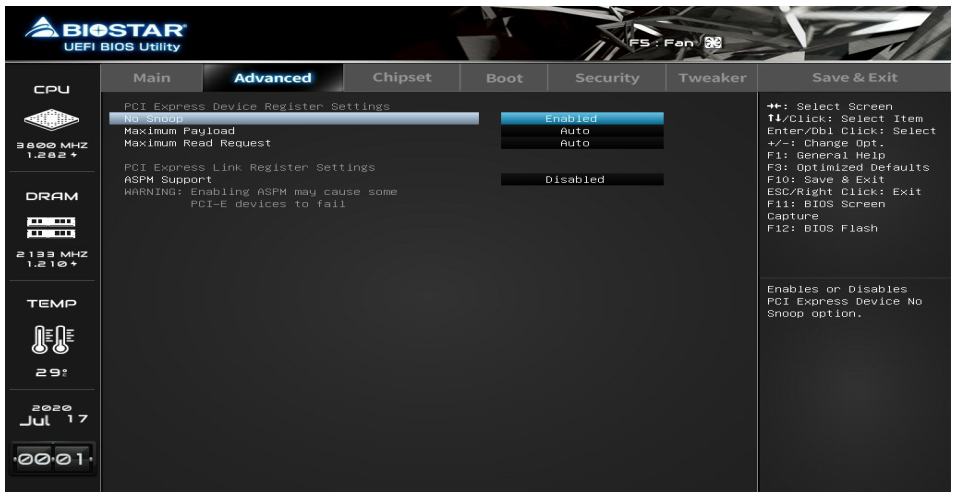 BIOSTAR®
UEFI BIOS Utility
F5 : Fan
Main Advanced Chipset Boot Security Tweaker Save & Exit
CPU
3800 MHZ
1.282 +
DRAM
2133 MHZ
1.210 +
TEMP
29°
2020
Jul 17
00:01
PCI Express Device Register Settings
No Snoop Enabled
Maximum Payload Auto
Maximum Read Request Auto
PCI Express Link Register Settings
ASPM Support Disabled
WARNING: Enabling ASPM may cause some
PCI-E devices to fail
→←: Select Screen
↑↓/Click: Select Item
Enter/Dbl Click: Select
+/-: Change Opt.
F1: General Help
F3: Optimized Defaults
F10: Save & Exit
ESC/Right Click: Exit
F11: BIOS Screen
Capture
F12: BIOS Flash
Enables or Disables
PCI Express Device No
Snoop option.